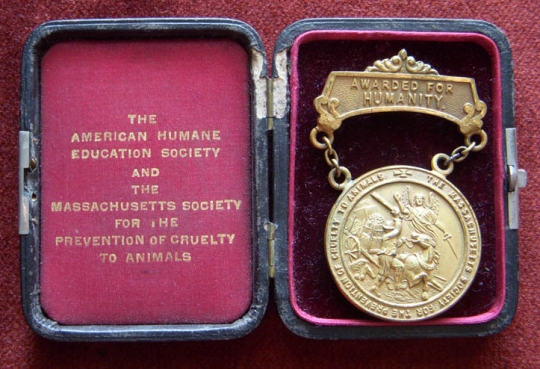 THE
AMERICAN HUMANE
EDUCATION SOCIETY
AND
THE
MASSACHUSETTS SOCIETY
FOR THE
PREVENTION OF CRUELTY
TO ANIMALS
AWARDED FOR
HUMANITY.
THE MASSACHUSETTS SOCIETY FOR THE PREVENTION OF CRUELTY TO ANIMALS